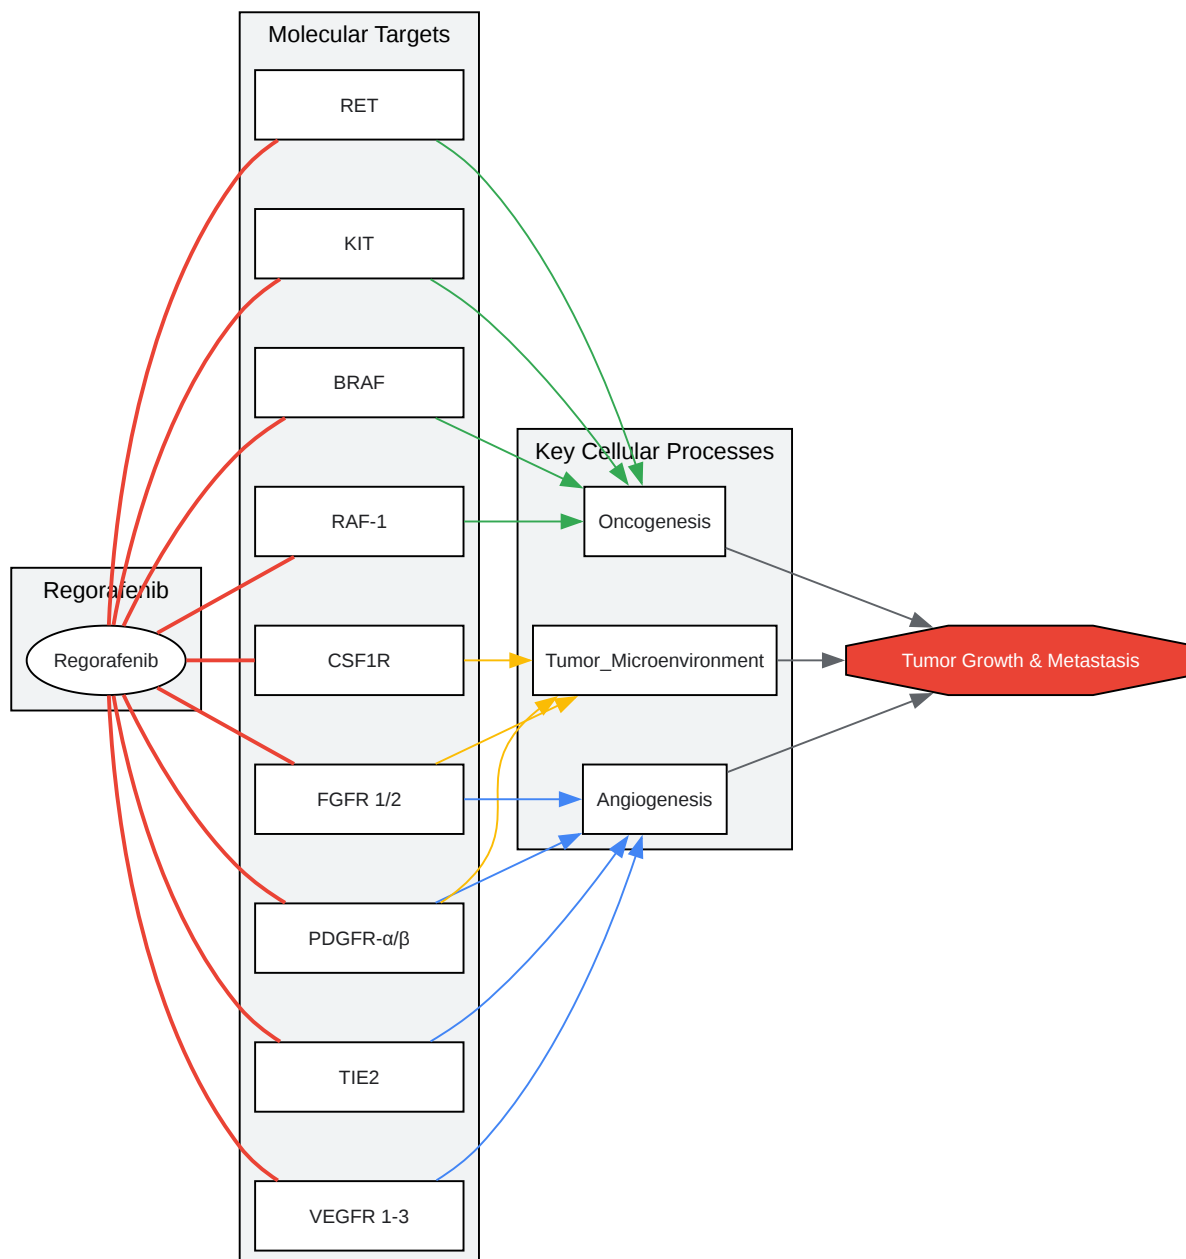 Molecular Targets
RET
KIT
BRAF
RAF-1
CSF1R
FGFR 1/2
PDGFR-α/β
TIE2
VEGFR 1-3
Regorafenib
Regorafenib
Key Cellular Processes
Oncogenesis
Tumor_Microenvironment
Angiogenesis
Tumor Growth & Metastasis